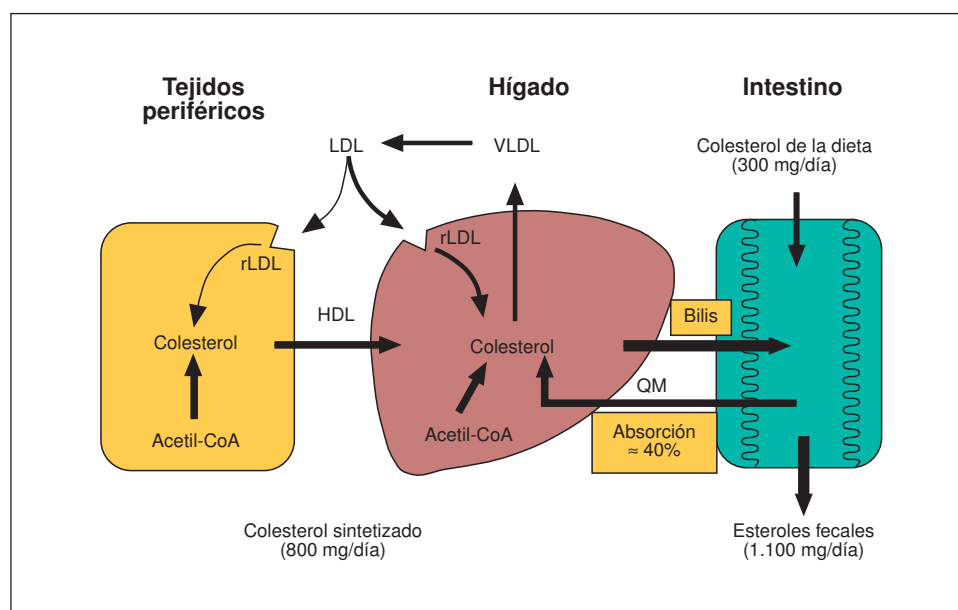 Tejidos
periféricos
Hígado
Intestino
LDL
VLDL
Colesterol de la dieta
(300 mg/día)
rLDL
rLDL
HDL
Bilis
Colesterol
Colesterol
QM
Acetil-CoA
Acetil-CoA
Absorción
≈ 40%
Colesterol sintetizado
(800 mg/día)
Esteroles fecales
(1.100 mg/día)